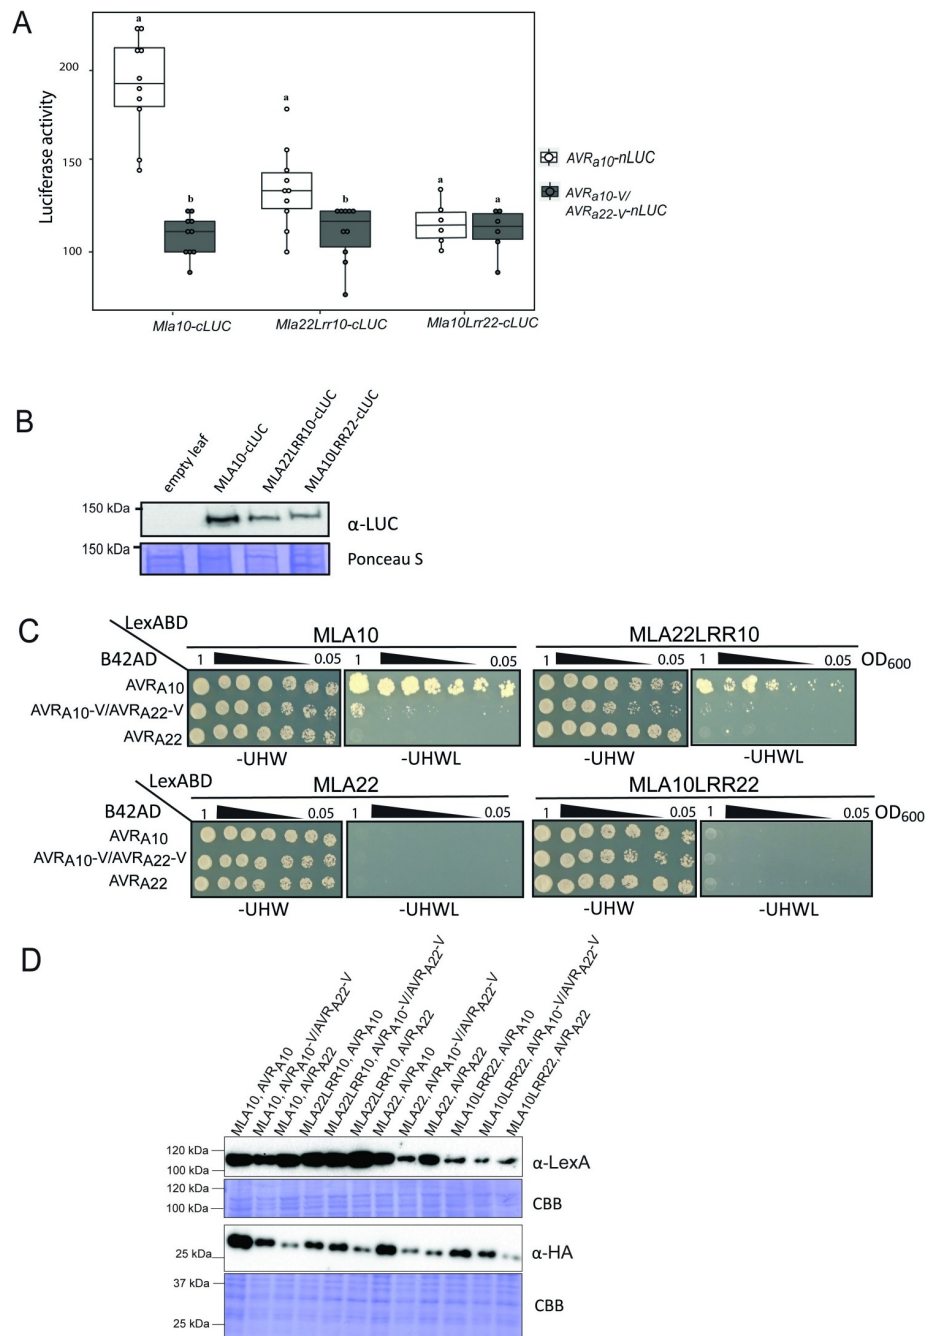 A
Luciferase activity
200
150
100
a
b
a
b
a
a
AVRa10-nLUC
AVRa10-V/
AVRa22-V-nLUC
Mla10-cLUC
Mla22Lrr10-cLUC
Mla10Lrr22-cLUC
B
empty leaf
MLA10-cLUC
MLA22LRR10-cLUC
MLA10LRR22-cLUC
150 kDa
α-LUC
150 kDa
Ponceau S
C
LexABD
MLA10
MLA22LRR10
B42AD
1 0.05 1 0.05 1 0.05 1 0.05 OD600
AVRA10
AVRA10-V/AVRA22-V
AVRA22
-UHW -UHWL -UHW -UHWL
LexABD
MLA22
MLA10LRR22
B42AD
1 0.05 1 0.05 1 0.05 1 0.05 OD600
AVRA10
AVRA10-V/AVRA22-V
AVRA22
-UHW -UHWL -UHW -UHWL
D
MLA10, AVRA10
MLA10, AVRA10-V/AVRA22-V
MLA10, AVRA22
MLA22LRR10, AVRA10
MLA22LRR10, AVRA10-V/AVRA22-V
MLA22LRR10, AVRA22
MLA22, AVRA10
MLA22, AVRA10-V/AVRA22-V
MLA22, AVRA22
MLA10LRR22, AVRA10
MLA10LRR22, AVRA10-V/AVRA22-V
MLA10LRR22, AVRA22
120 kDa
100 kDa
α-LexA
120 kDa
100 kDa
CBB
25 kDa
α-HA
37 kDa
25 kDa
CBB